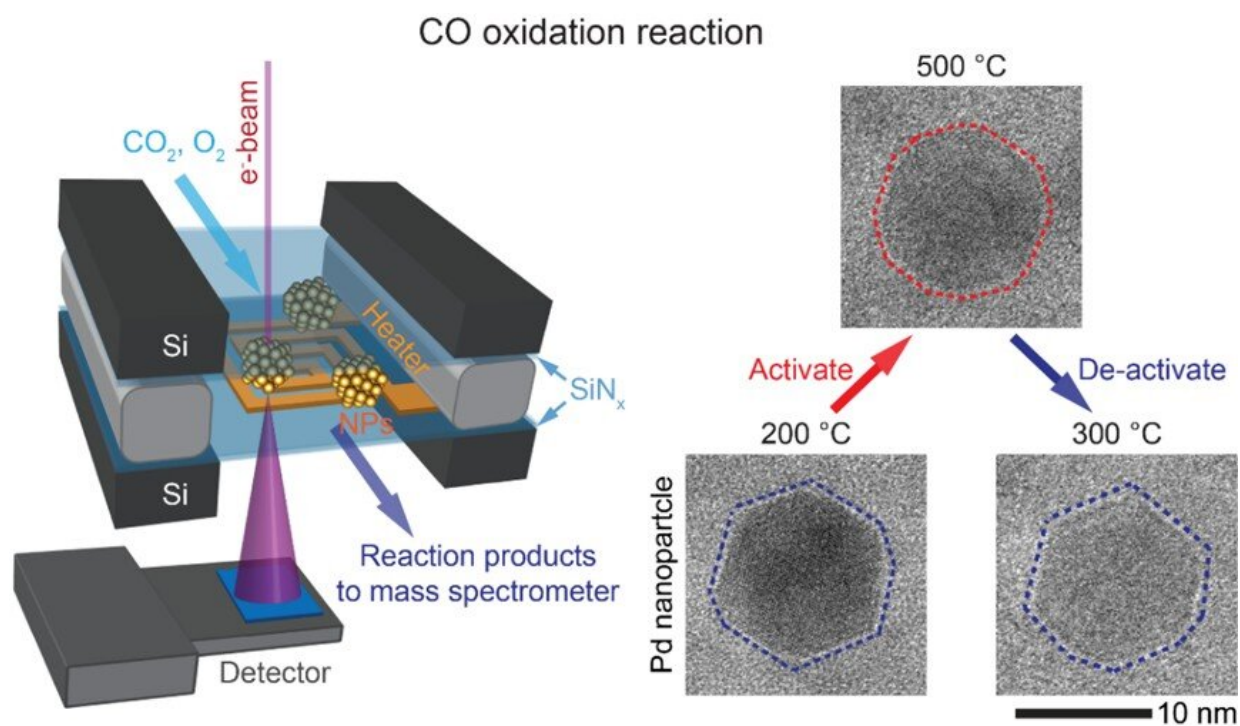 CO oxidation reaction
e⁻-beam
CO₂, O₂
Si
Si
Heater
NPs
SiNₓ
Reaction products
to mass spectrometer
Detector
500 °C
Activate
De-activate
200 °C
300 °C
Pd nanopartcle
10 nm